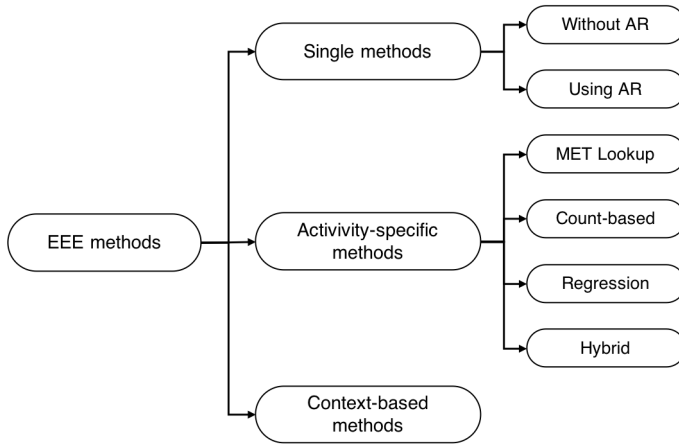 Without AR
Single methods
Using AR
MET Lookup
Count-based
EEE methods
Activivity-specific
methods
Regression
Hybrid
Context-based
methods